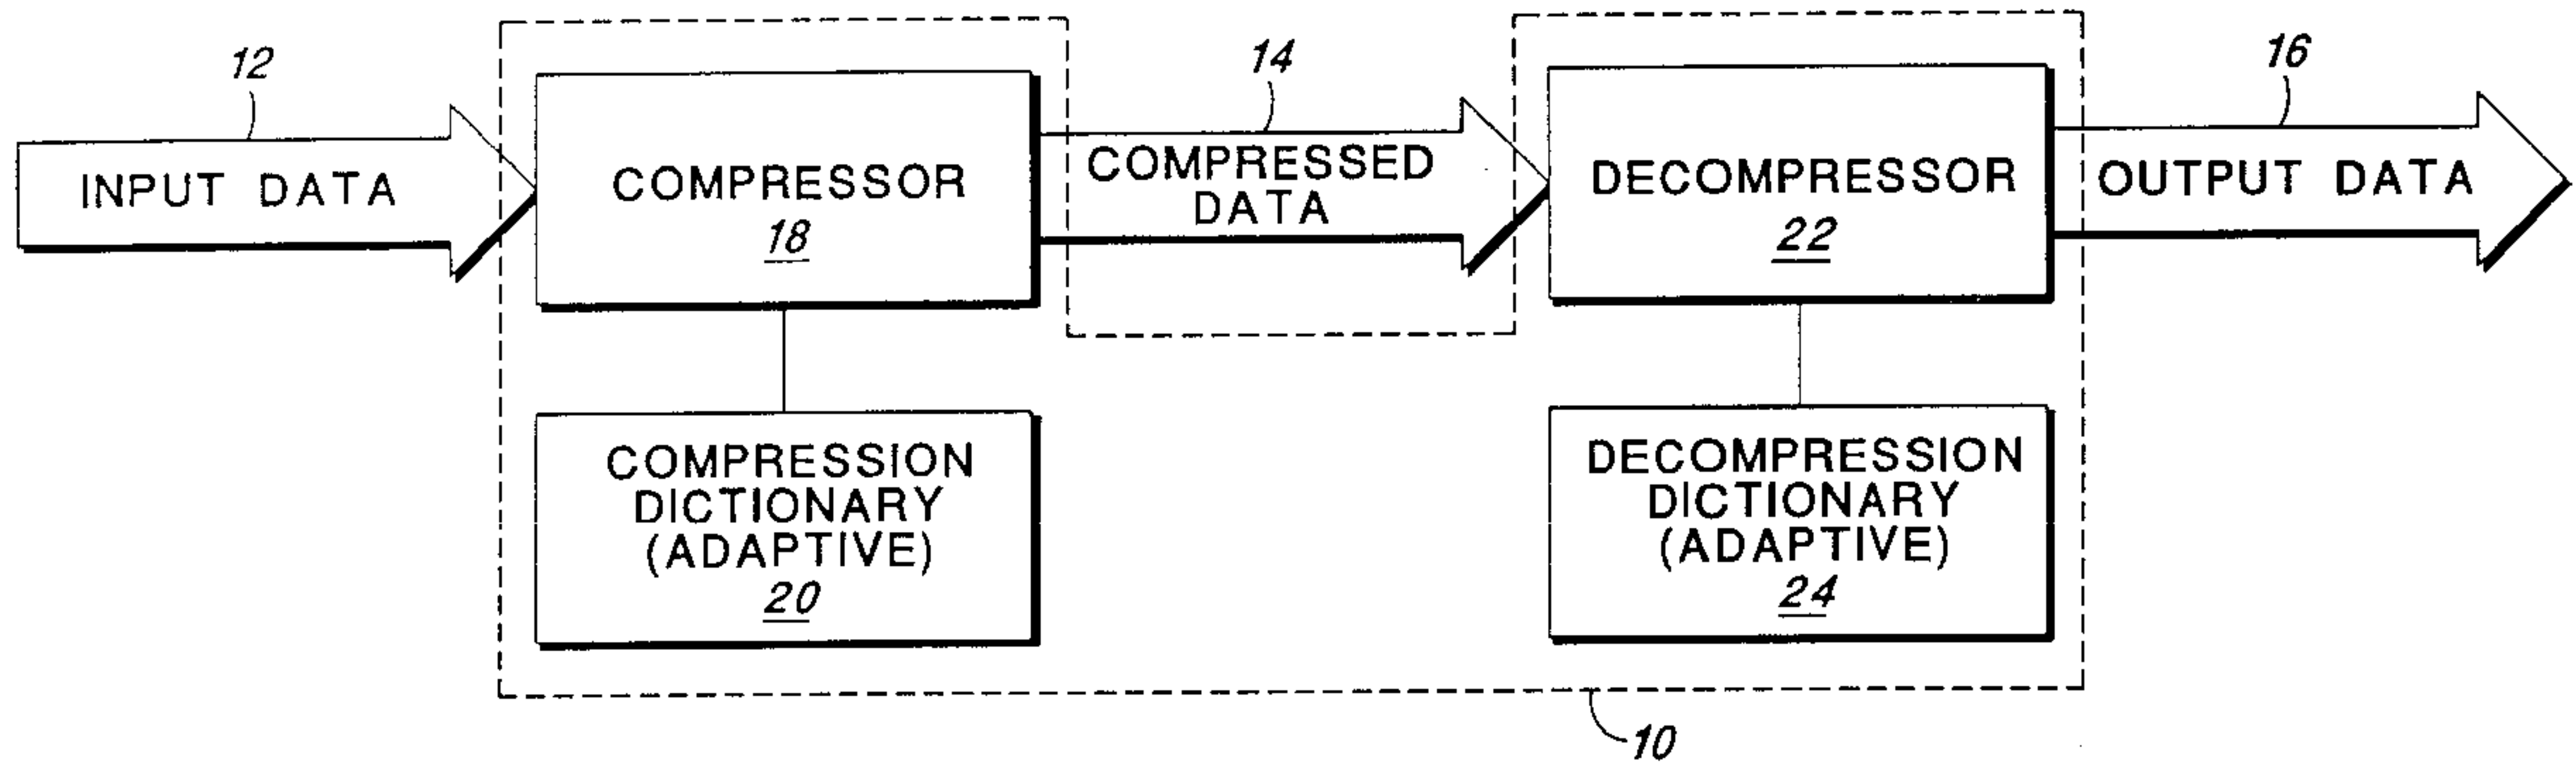 12
14
16
INPUT DATA
COMPRESSOR
18
COMPRESSED
DATA
DECOMPRESSOR
22
OUTPUT DATA
COMPRESSION
DICTIONARY
(ADAPTIVE)
20
DECOMPRESSION
DICTIONARY
(ADAPTIVE)
24
10